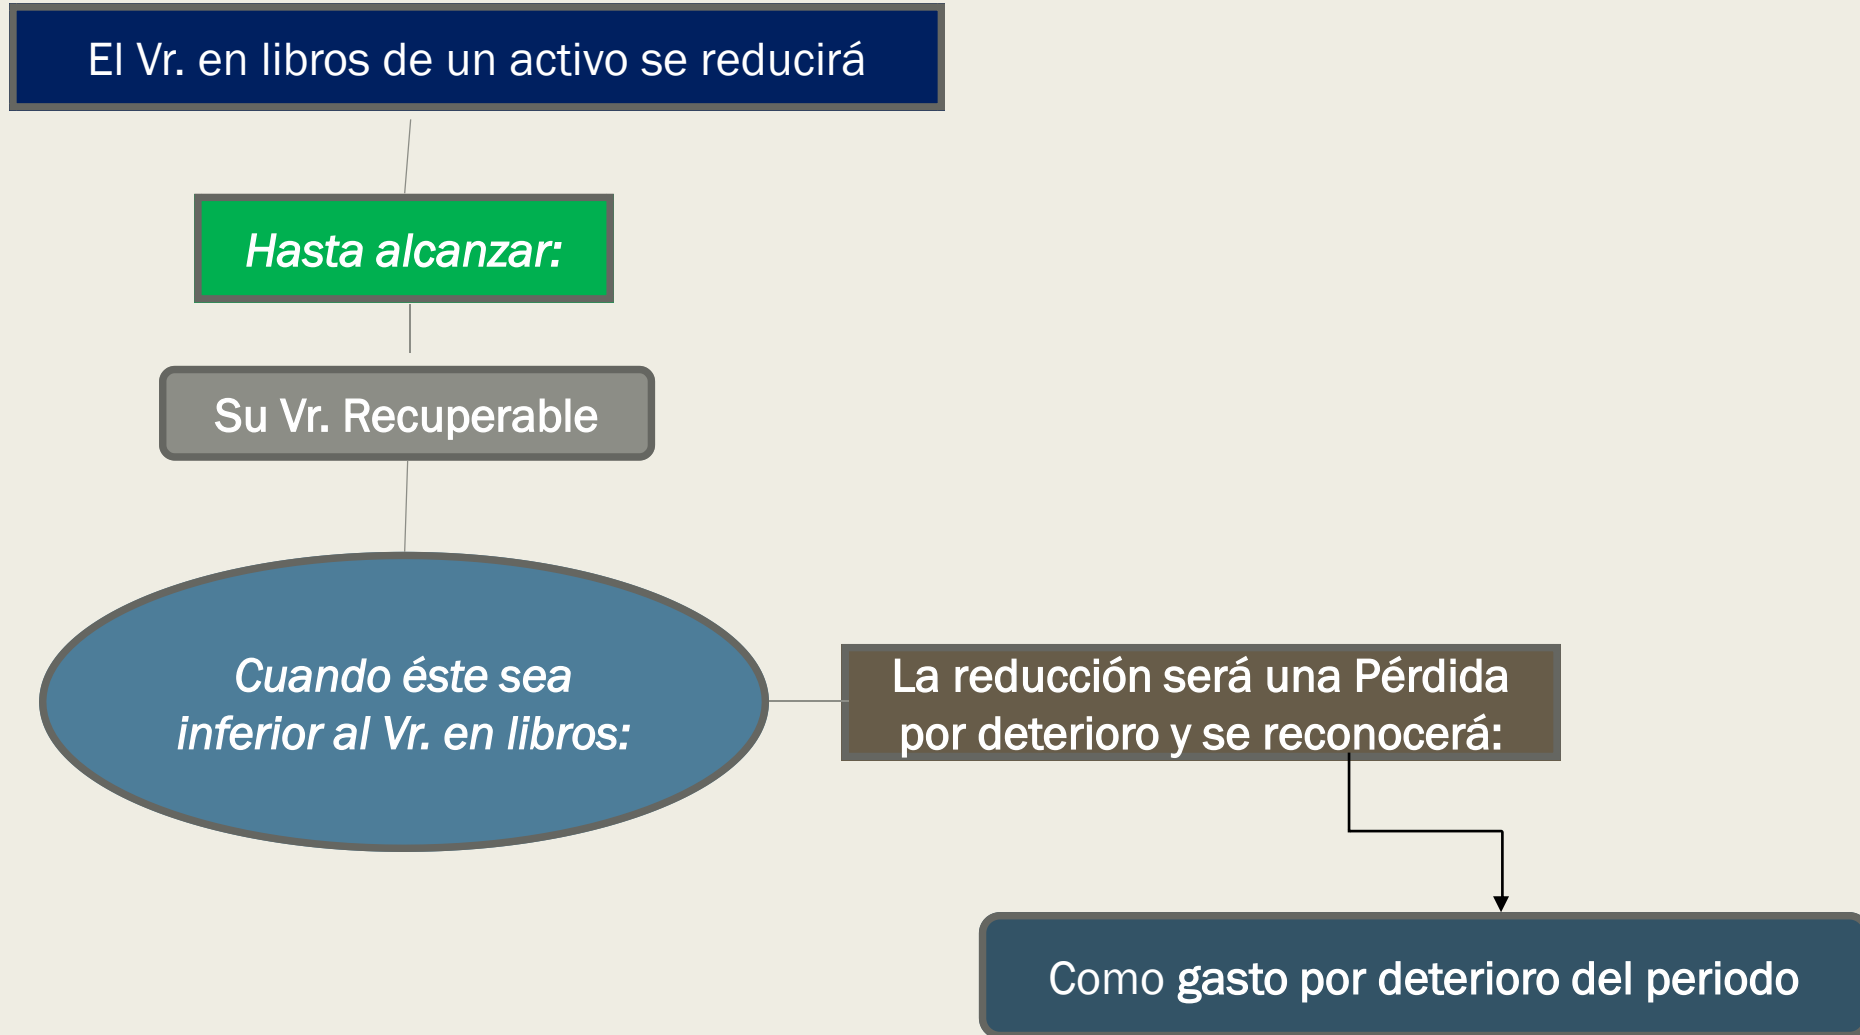 El Vr. en libros de un activo se reducirá
Hasta alcanzar:
Su Vr. Recuperable
Cuando éste sea
inferior al Vr. en libros:
La reducción será una Pérdida
por deterioro y se reconocerá:
Como gasto por deterioro del periodo